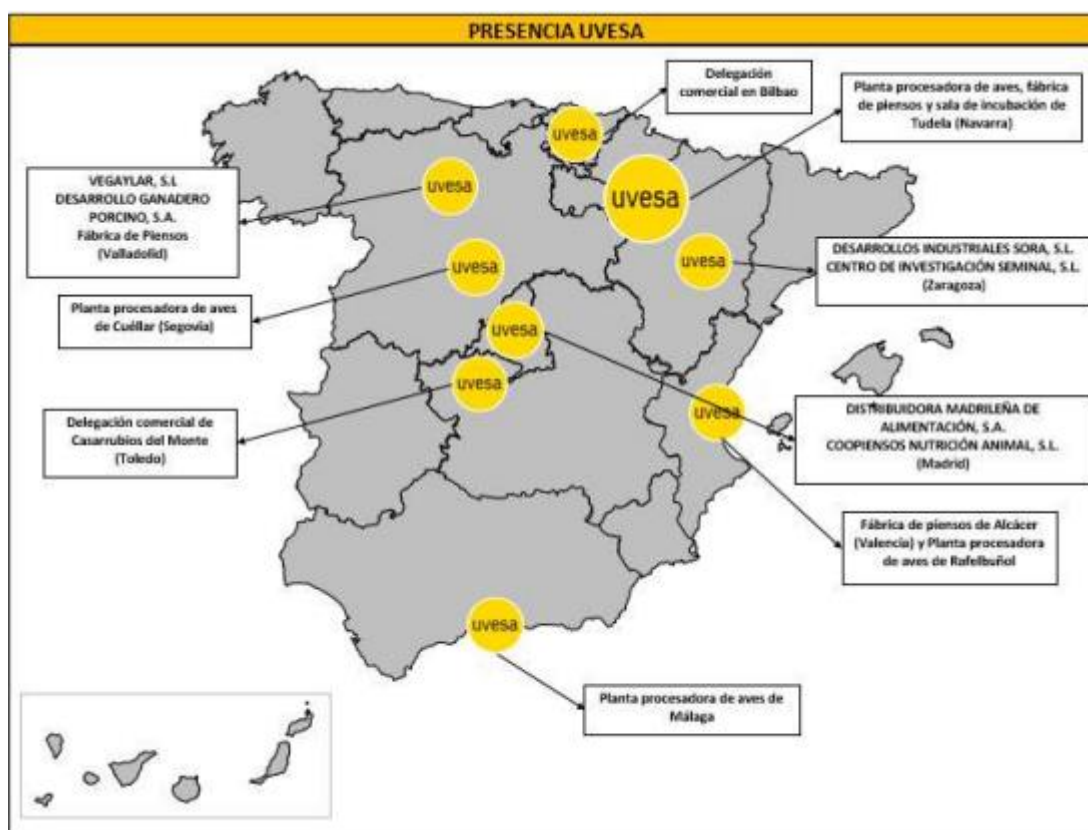 PRESENCIA UVESA
Delegación
comercial en Bilbao
Planta procesadora de aves, fábrica
de piensos y sala de incubación de
Tudela (Navarra)
uvesa
uvesa
uvesa
VEGAYLAR, S.L
DESARROLLO GANADERO
PORCINO, S.A.
Fábrica de Piensos
(Valladolid)
uvesa
uvesa
DESARROLLOS INDUSTRIALES SORA, S.L.
CENTRO DE INVESTIGACIÓN SEMINAL, S.L.
(Zaragoza)
Planta procesadora de aves
de Cuéllar (Segovia)
uvesa
uvesa
uvesa
Delegación comercial de
Casarrubios del Monte
(Toledo)
DISTRIBUIDORA MADRILEÑA DE
ALIMENTACIÓN, S.A.
COOPIENSOS NUTRICIÓN ANIMAL, S.L.
(Madrid)
Fábrica de piensos de Alcácer
(Valencia) y Planta procesadora
de aves de Rafelbuñol
uvesa
Planta procesadora de aves de
Málaga